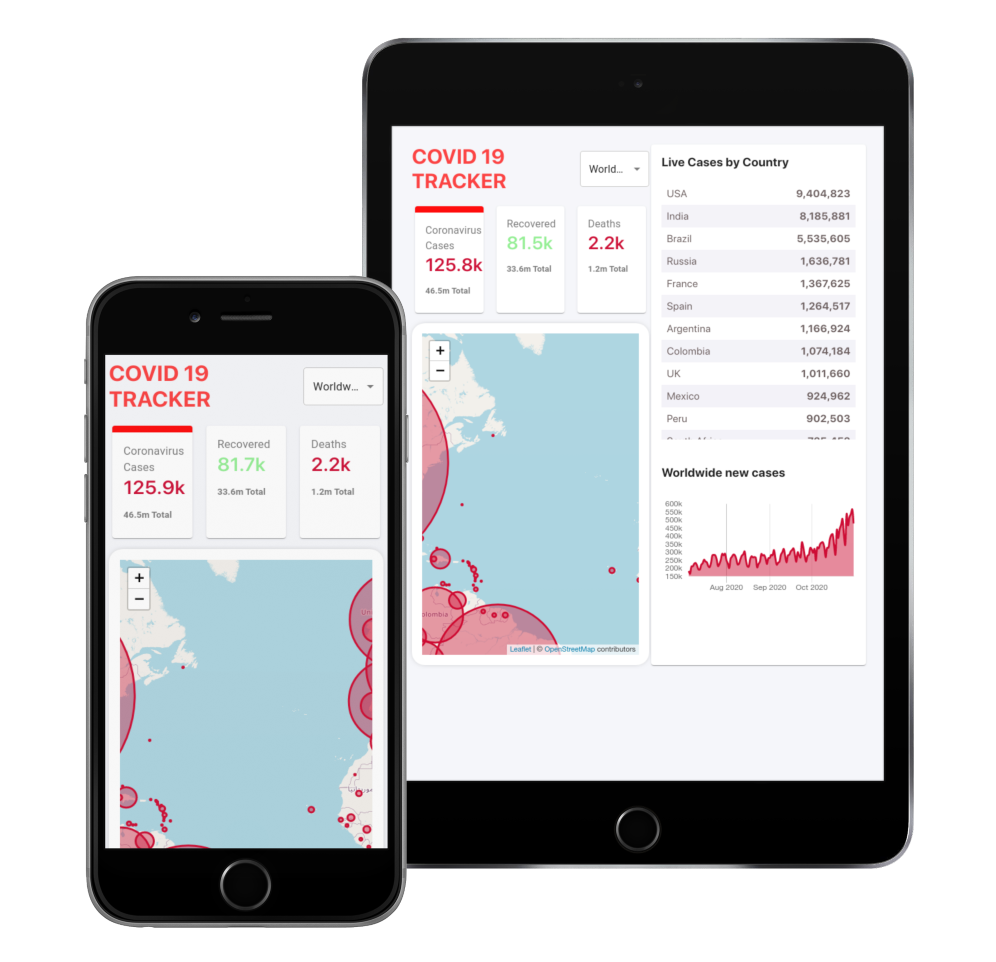 COVID 19
TRACKER
Worldw...
Coronavirus
Cases
125.9k
46.5m Total
Recovered
81.7k
33.6m Total
Deaths
2.2k
1.2m Total
+
−
COVID 19
TRACKER
World...
Coronavirus
Cases
125.8k
46.5m Total
Recovered
81.5k
33.6m Total
Deaths
2.2k
1.2m Total
+
−
olombia
Leaflet | © OpenStreetMap contributors
Live Cases by Country
USA 9,404,823
India 8,185,881
Brazil 5,535,605
Russia 1,636,781
France 1,367,625
Spain 1,264,517
Argentina 1,166,924
Colombia 1,074,184
UK 1,011,660
Mexico 924,962
Peru 902,503
Worldwide new cases
600k
550k
500k
450k
400k
350k
300k
250k
200k
150k
Aug 2020 Sep 2020 Oct 2020